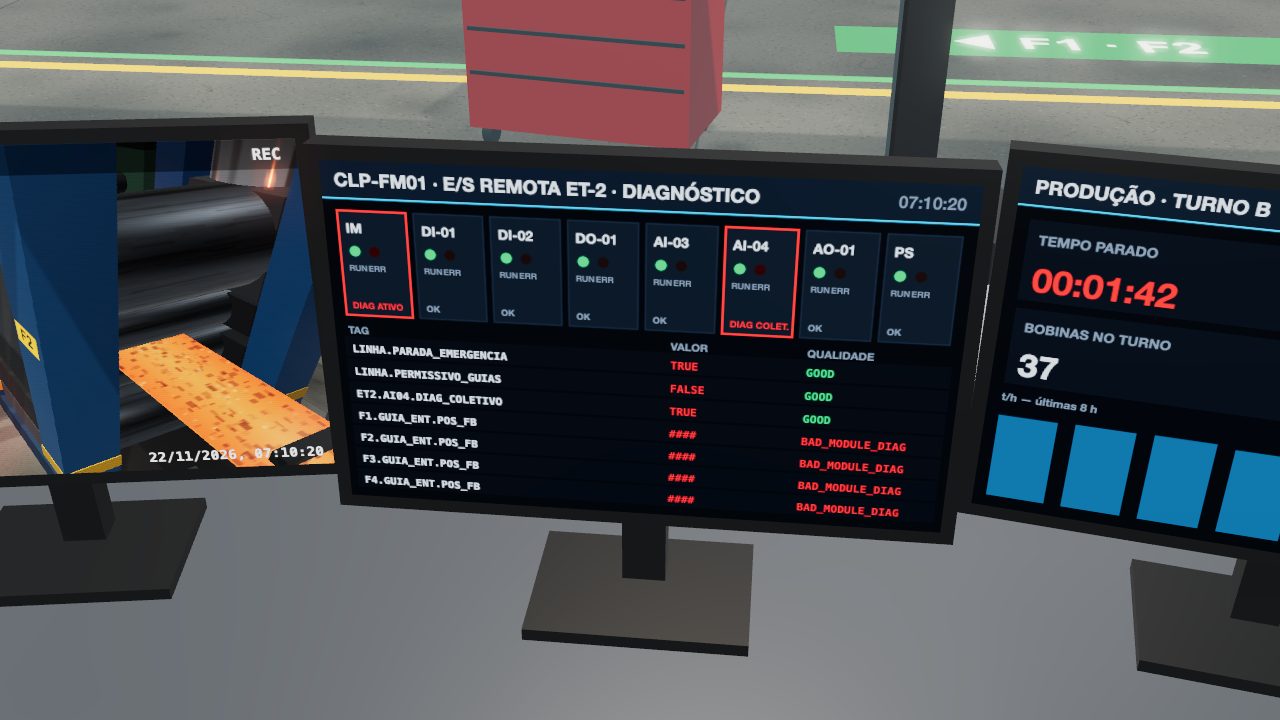 ◄ F1 · F2
REC
F2
22/11/2026, 07:10:20
CLP-FM01 · E/S REMOTA ET-2 · DIAGNÓSTICO
07:10:20
IM
RUN ERR
DIAG ATIVO
DI-01
RUN ERR
OK
DI-02
RUN ERR
OK
DO-01
RUN ERR
OK
AI-03
RUN ERR
OK
AI-04
RUN ERR
DIAG COLET.
AO-01
RUN ERR
OK
PS
RUN ERR
OK
TAG VALOR QUALIDADE
LINHA.PARADA_EMERGENCIA TRUE GOOD
LINHA.PERMISSIVO_GUIAS FALSE GOOD
ET2.AI04.DIAG_COLETIVO TRUE GOOD
F1.GUIA_ENT.POS_FB #### BAD_MODULE_DIAG
F2.GUIA_ENT.POS_FB #### BAD_MODULE_DIAG
F3.GUIA_ENT.POS_FB #### BAD_MODULE_DIAG
F4.GUIA_ENT.POS_FB #### BAD_MODULE_DIAG
PRODUÇÃO · TURNO B
TEMPO PARADO
00:01:42
BOBINAS NO TURNO
37
t/h — últimas 8 h